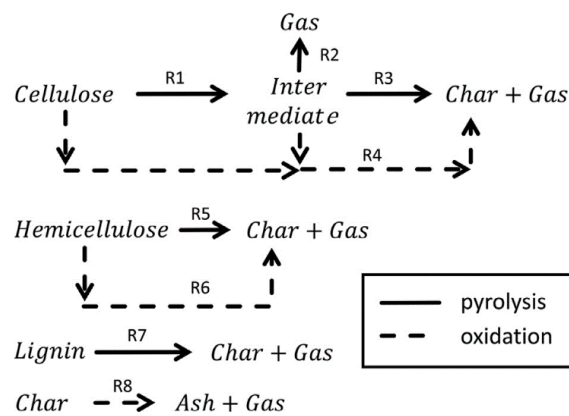 Gas
R2
R1
R3
Cellulose
Inter
mediate
Char + Gas
R4
R5
Hemicellulose
Char + Gas
R6
pyrolysis
oxidation
R7
Lignin
Char + Gas
R8
Char
Ash + Gas